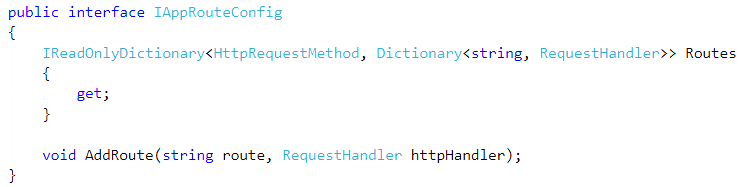 public interface IAppRouteConfig
{
    IReadOnlyDictionary<HttpRequestMethod, Dictionary<string, RequestHandler>> Routes
    {
        get;
    }

    void AddRoute(string route, RequestHandler httpHandler);
}